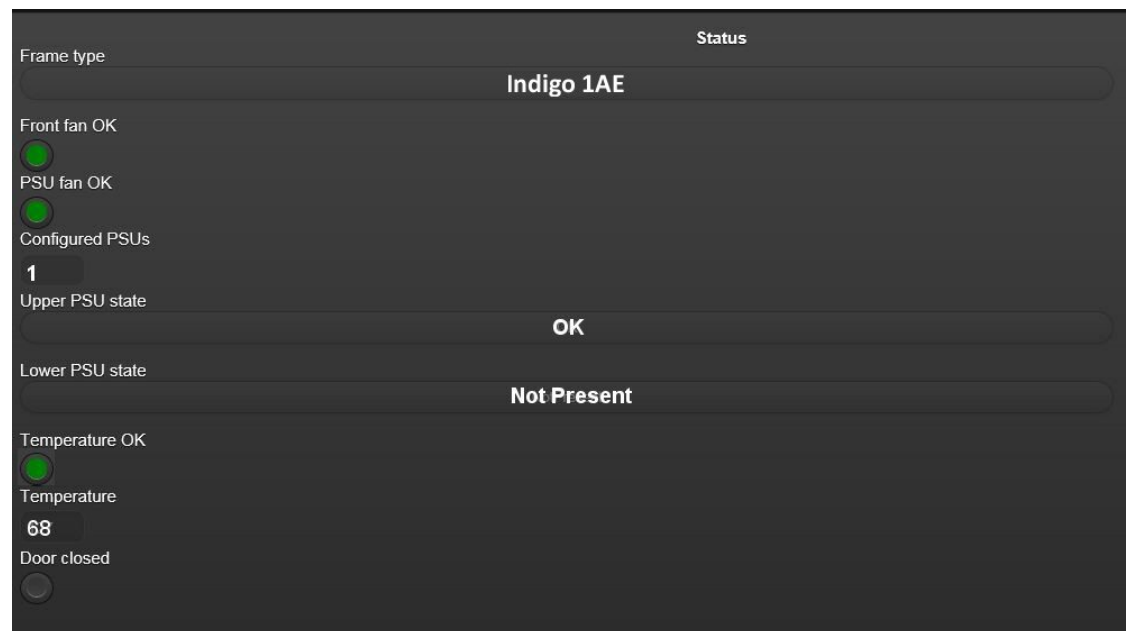 Status
Frame type
Indigo 1AE
Front fan OK
PSU fan OK
Configured PSUs
1
Upper PSU state
OK
Lower PSU state
Not Present
Temperature OK
Temperature
68
Door closed